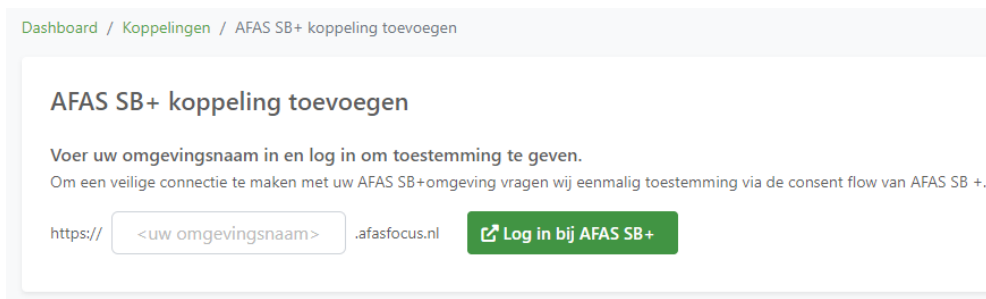 Dashboard / Koppelingen / AFAS SB+ koppeling toevoegen
AFAS SB+ koppeling toevoegen
Voer uw omgevingsnaam in en log in om toestemming te geven.
Om een veilige connectie te maken met uw AFAS SB+omgeving vragen wij eenmalig toestemming via de consent flow van AFAS SB +.
https:// <uw omgevingsnaam> .afasfocus.nl Log in bij AFAS SB+